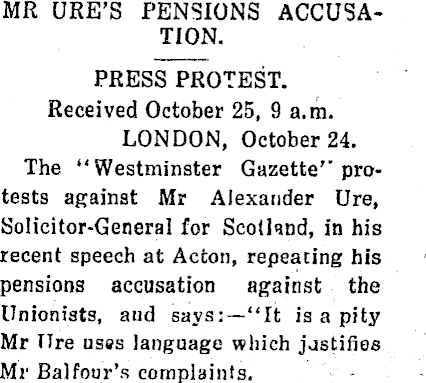 MR URE'S PENSIONS ACCUSA-
TION.
PRESS PROTEST.
Received October 25, 9 a.m.
LONDON, October 24.
The "Westminster Gazette" pro-
tests against Mr Alexander Ure,
Solicitor-General for Scotland, in his
recent speech at Acton, repeating his
pensions accusation against the
Unionists, and says:—"It is a pity
Mr Ure uses language which justifies
Mr Balfour's complaints.